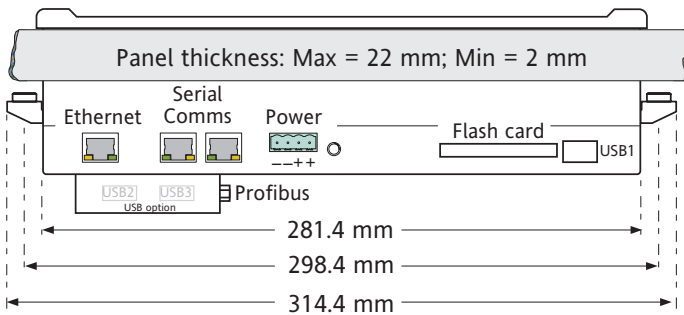 Panel thickness: Max = 22 mm; Min = 2 mm
Ethernet
Serial
Comms
Power
Flash card
USB1
––++
USB2
USB3
USB option
Profibus
281.4 mm
298.4 mm
314.4 mm